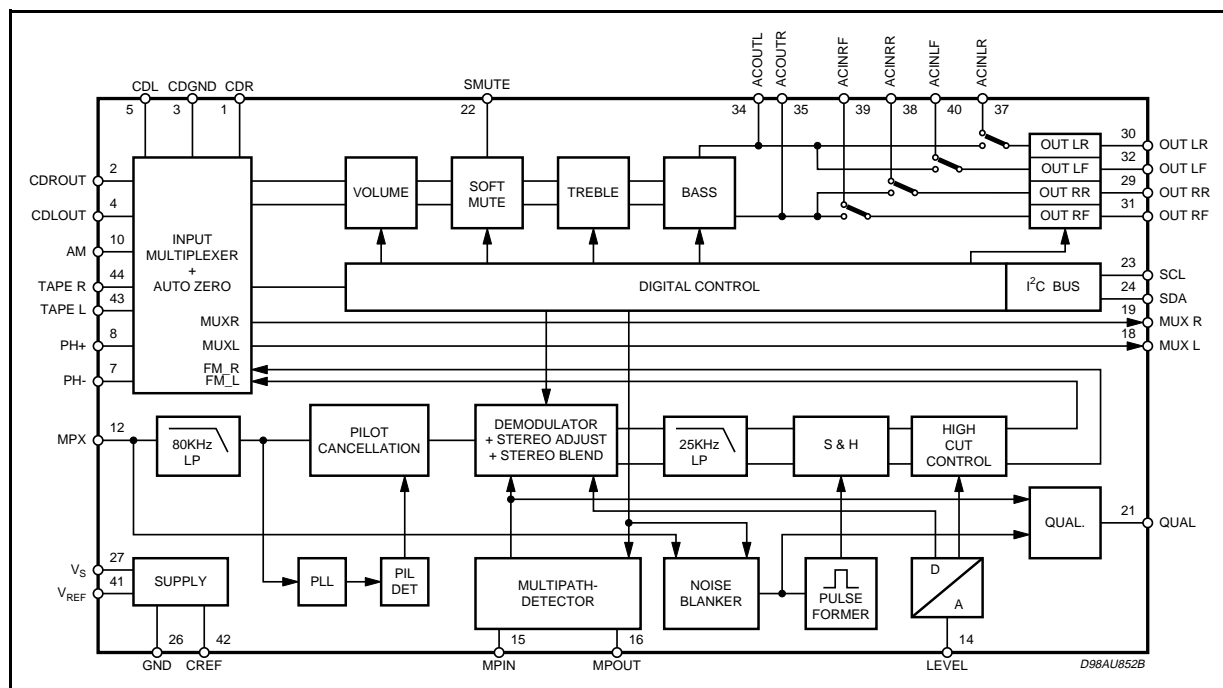 ACOUTL
ACOUTR
ACINRF
ACINRR
ACINLF
ACINLR
CDL
CDGND
CDR
SMUTE
5
3
1
22
34
35
39
38
40
37
30
OUT LR
OUT LR
2
CDROUT
32
OUT LF
OUT LF
VOLUME
SOFT
MUTE
TREBLE
BASS
29
OUT RR
OUT RR
4
CDLOUT
31
OUT RF
OUT RF
10
AM
INPUT
MULTIPLEXER
+
AUTO ZERO
44
TAPE R
43
TAPE L
DIGITAL CONTROL
I²C BUS
23
SCL
24
SDA
MUXR
19
MUX R
8
PH+
MUXL
18
MUX L
7
PH-
FM_R
FM_L
12
MPX
80KHz
LP
PILOT
CANCELLATION
DEMODULATOR
+ STEREO ADJUST
+ STEREO BLEND
25KHz
LP
S & H
HIGH
CUT
CONTROL
QUAL.
21
QUAL
27
VS
41
VREF
SUPPLY
PLL
PIL
DET
MULTIPATH-
DETECTOR
NOISE
BLANKER
PULSE
FORMER
D
A
26
42
15
16
14
GND
CREF
MPIN
MPOUT
LEVEL
D98AU852B